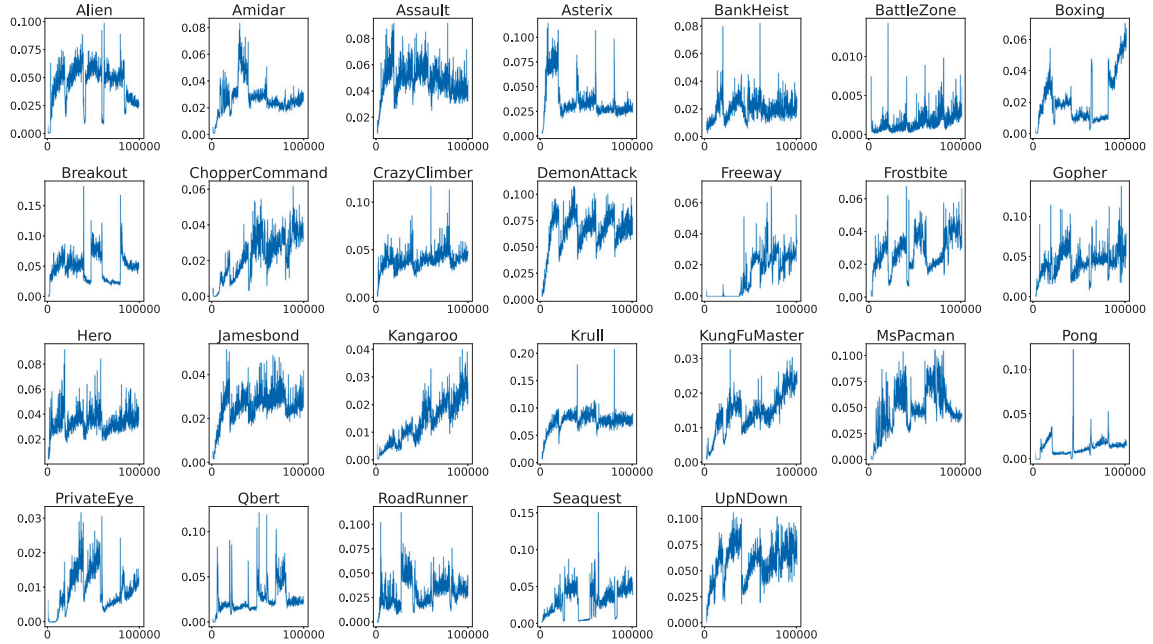 Alien Amidar Assault Asterix BankHeist BattleZone Boxing
0.100 0.075 0.050 0.025 0.000 0.08 0.06 0.04 0.02 0.00 0.08 0.06 0.04 0.02 0.100 0.075 0.050 0.025 0.000 0.08 0.06 0.04 0.02 0.00 0.010 0.005 0.000 0.06 0.04 0.02 0.00
0 100000 0 100000 0 100000 0 100000 0 100000 0 100000 0 100000
Breakout ChopperCommand CrazyClimber DemonAttack Freeway Frostbite Gopher
0.15 0.10 0.05 0.00 0.06 0.04 0.02 0.00 0.10 0.05 0.00 0.100 0.075 0.050 0.025 0.000 0.06 0.04 0.02 0.00 0.06 0.04 0.02 0.00 0.10 0.05 0.00
0 100000 0 100000 0 100000 0 100000 0 100000 0 100000 0 100000
Hero Jamesbond Kangaroo Krull KungFuMaster MsPacman Pong
0.08 0.06 0.04 0.02 0.00 0.04 0.02 0.00 0.04 0.03 0.02 0.01 0.00 0.20 0.15 0.10 0.05 0.00 0.03 0.02 0.01 0.00 0.100 0.075 0.050 0.025 0.000 0.10 0.05 0.00
0 100000 0 100000 0 100000 0 100000 0 100000 0 100000 0 100000
PrivateEye Qbert RoadRunner Seaquest UpNDown
0.03 0.02 0.01 0.00 0.10 0.05 0.00 0.100 0.075 0.050 0.025 0.000 0.15 0.10 0.05 0.00 0.100 0.075 0.050 0.025 0.000
0 100000 0 100000 0 100000 0 100000 0 100000